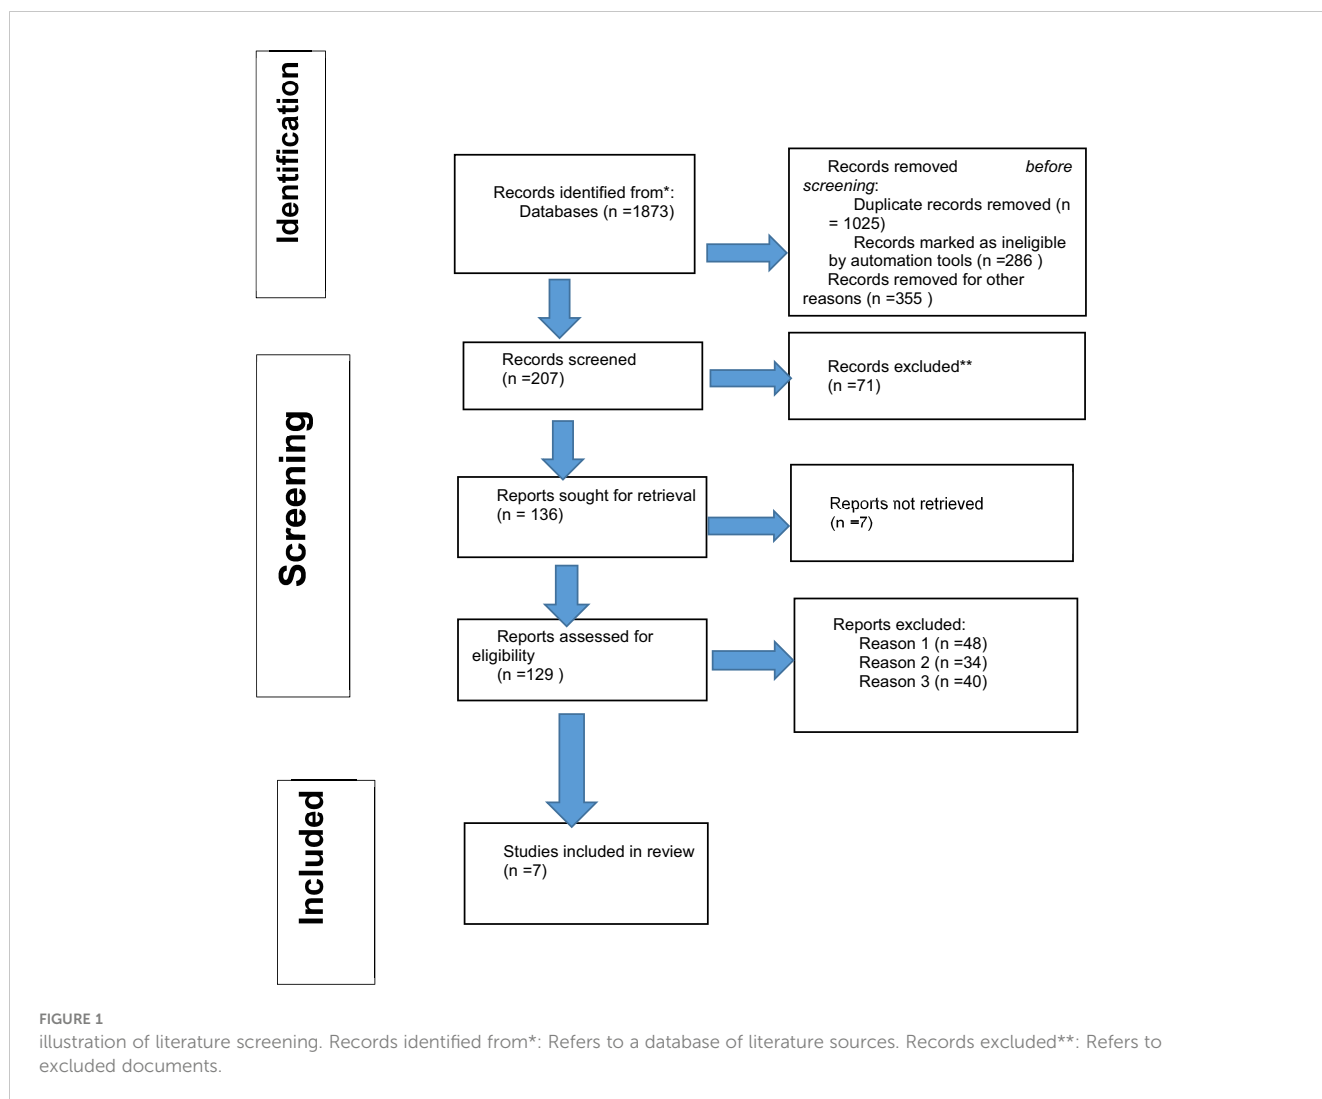 Identification
Records identified from*:
Databases (n =1873)
Records removed before
screening:
Duplicate records removed (n
= 1025)
Records marked as ineligible
by automation tools (n =286 )
Records removed for other
reasons (n =355 )
Screening
Records screened
(n =207)
Records excluded**
(n =71)
Reports sought for retrieval
(n = 136)
Reports not retrieved
(n =7)
Reports assessed for
eligibility
(n =129 )
Reports excluded:
Reason 1 (n =48)
Reason 2 (n =34)
Reason 3 (n =40)
Included
Studies included in review
(n =7)
FIGURE 1
illustration of literature screening. Records identified from*: Refers to a database of literature sources. Records excluded**: Refers to
excluded documents.